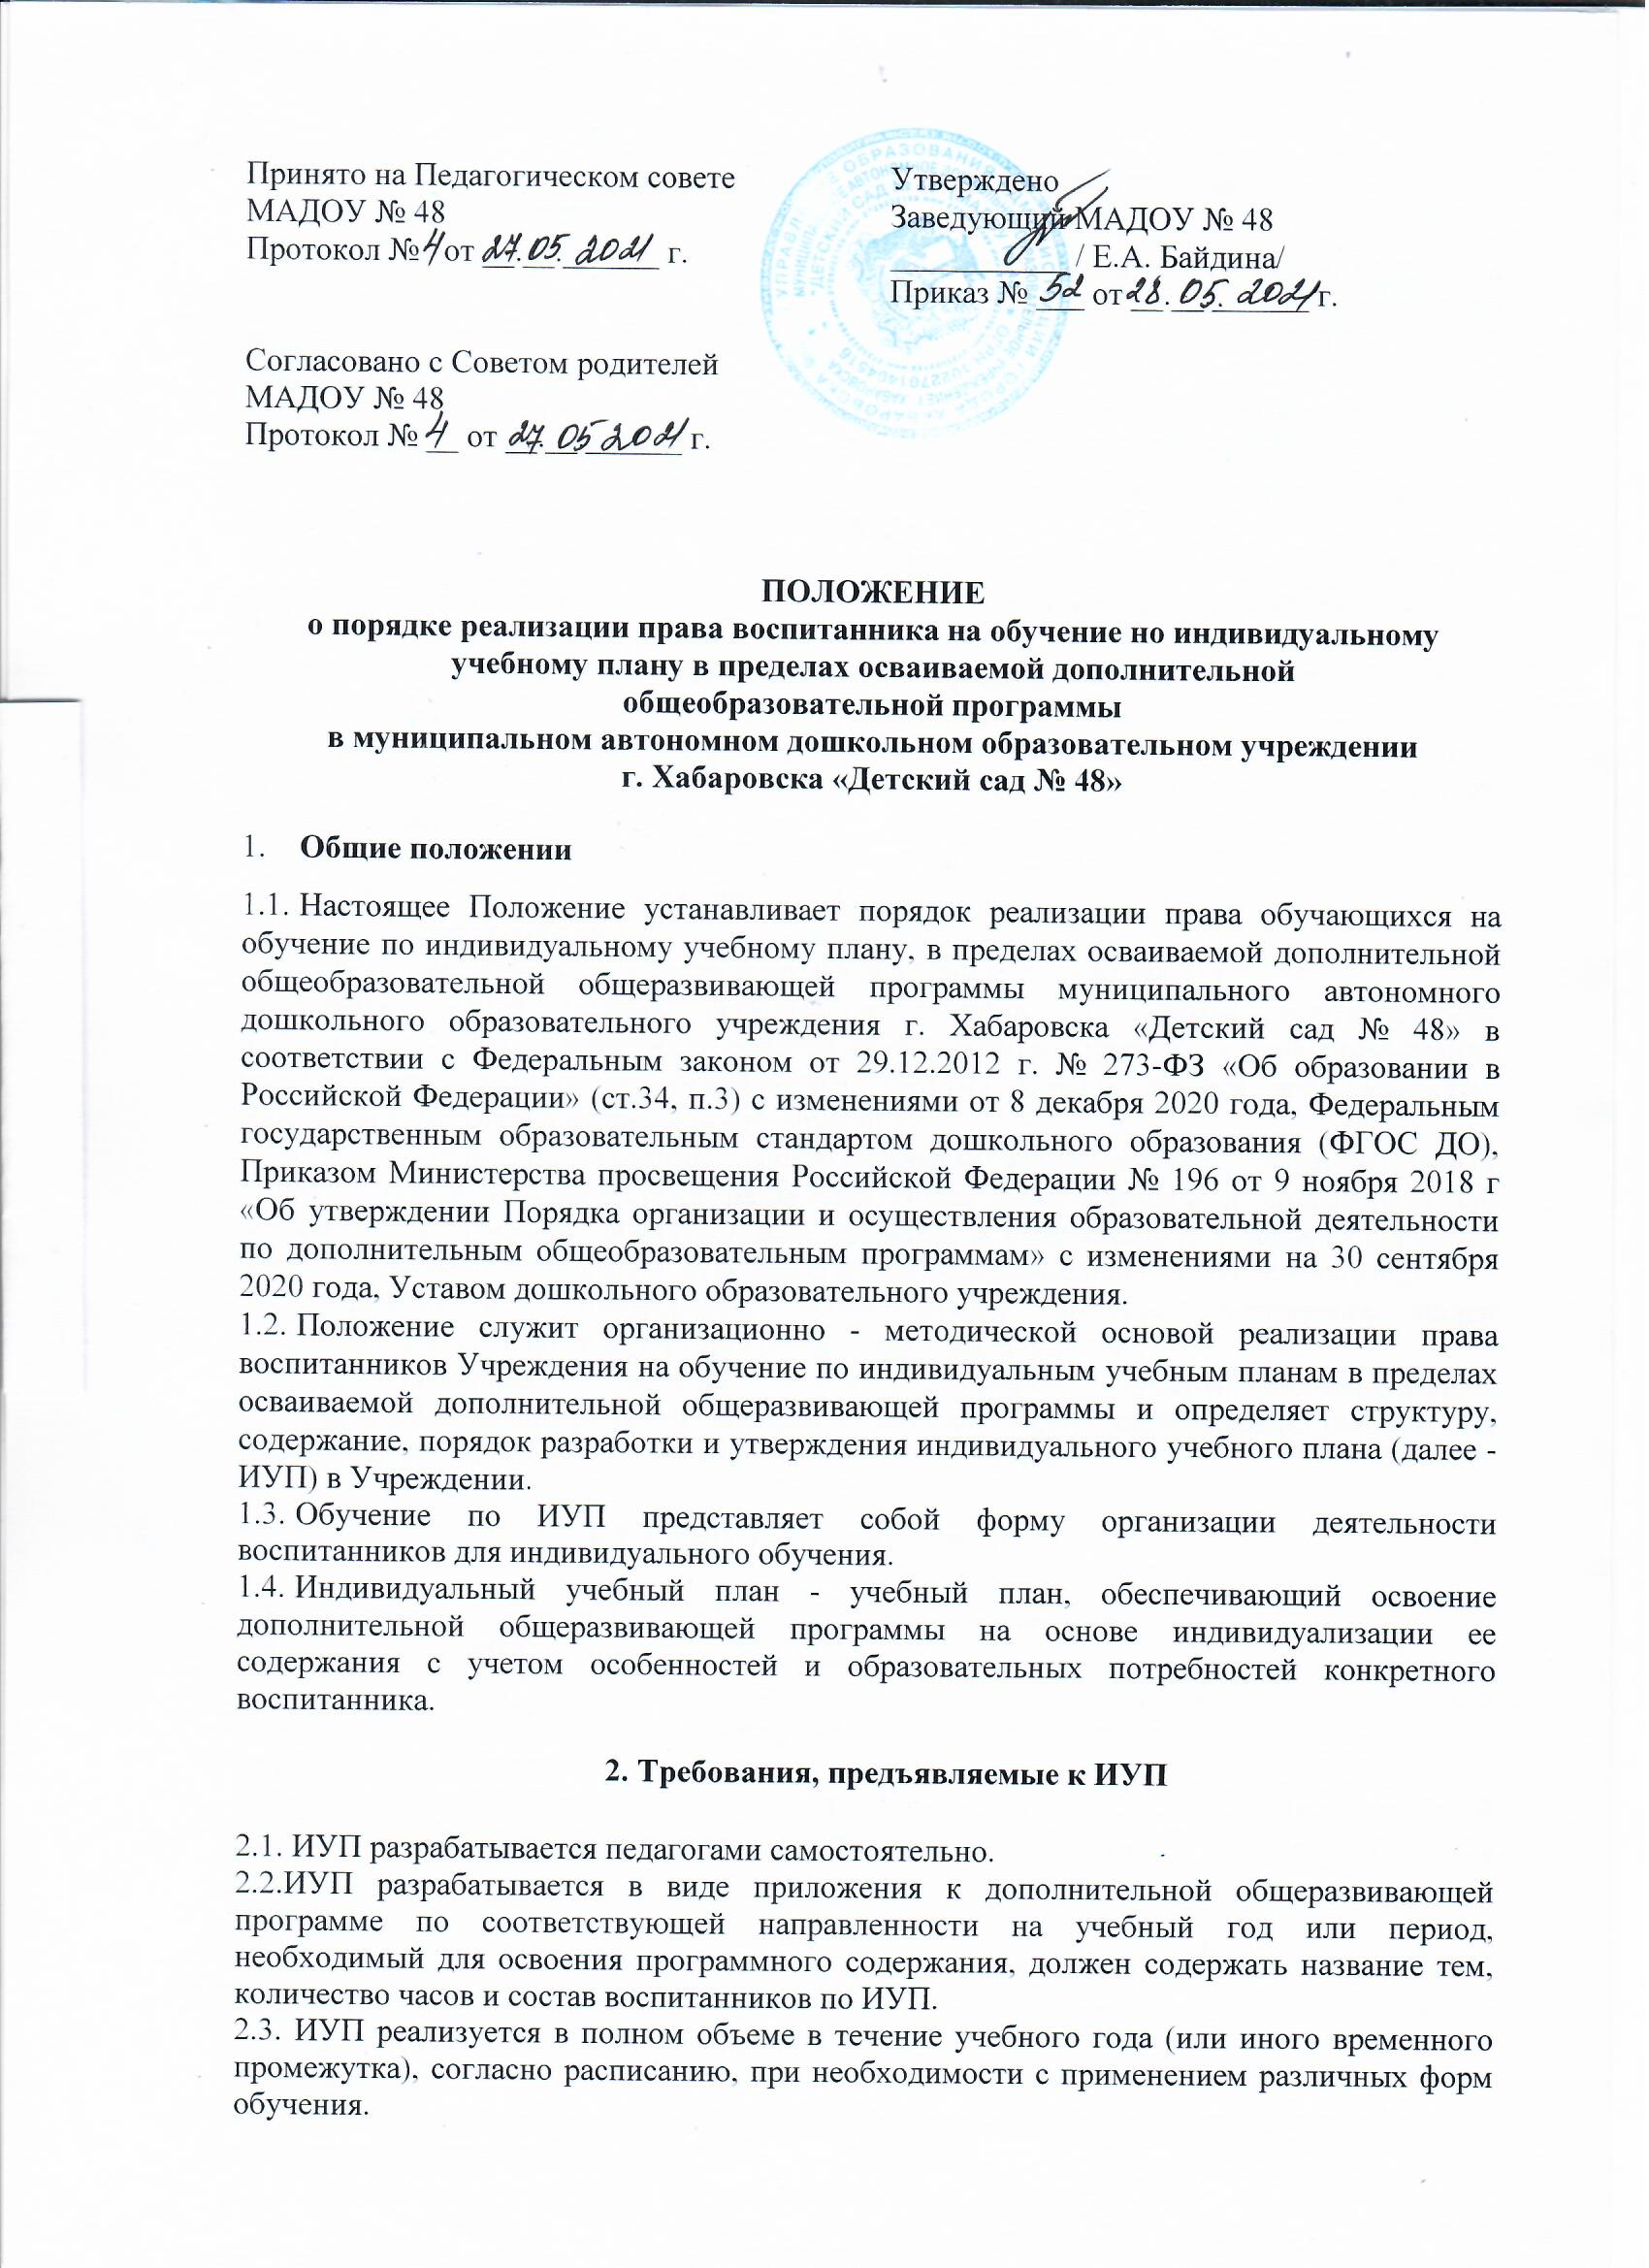 Принято на Педагогическом совете
МАДОУ № 48
Протокол № 4 от 27.05.2021 г.
Утверждено
Заведующий МАДОУ № 48
/ Е.А. Байдина/
Приказ № 52 от 28.05.2021 г.
Согласовано с Советом родителей
МАДОУ № 48
Протокол № 4 от 27.05 2021 г.
ПОЛОЖЕНИЕ
о порядке реализации права воспитанника на обучение но индивидуальному
учебному плану в пределах осваиваемой дополнительной
общеобразовательной программы
в муниципальном автономном дошкольном образовательном учреждении
г. Хабаровска «Детский сад № 48»
1. Общие положении
1.1. Настоящее Положение устанавливает порядок реализации права обучающихся на
обучение по индивидуальному учебному плану, в пределах осваиваемой дополнительной
общеобразовательной общеразвивающей программы муниципального автономного
дошкольного образовательного учреждения г. Хабаровска «Детский сад № 48» в
соответствии с Федеральным законом от 29.12.2012 г. № 273-ФЗ «Об образовании в
Российской Федерации» (ст.34, п.3) с изменениями от 8 декабря 2020 года, Федеральным
государственным образовательным стандартом дошкольного образования (ФГОС ДО),
Приказом Министерства просвещения Российской Федерации № 196 от 9 ноября 2018 г
«Об утверждении Порядка организации и осуществления образовательной деятельности
по дополнительным общеобразовательным программам» с изменениями на 30 сентября
2020 года, Уставом дошкольного образовательного учреждения.
1.2. Положение служит организационно - методической основой реализации права
воспитанников Учреждения на обучение по индивидуальным учебным планам в пределах
осваиваемой дополнительной общеразвивающей программы и определяет структуру,
содержание, порядок разработки и утверждения индивидуального учебного плана (далее -
ИУП) в Учреждении.
1.3. Обучение по ИУП представляет собой форму организации деятельности
воспитанников для индивидуального обучения.
1.4. Индивидуальный учебный план - учебный план, обеспечивающий освоение
дополнительной общеразвивающей программы на основе индивидуализации ее
содержания с учетом особенностей и образовательных потребностей конкретного
воспитанника.
2. Требования, предъявляемые к ИУП
2.1. ИУП разрабатывается педагогами самостоятельно.
2.2.ИУП разрабатывается в виде приложения к дополнительной общеразвивающей
программе по соответствующей направленности на учебный год или период,
необходимый для освоения программного содержания, должен содержать название тем,
количество часов и состав воспитанников по ИУП.
2.3. ИУП реализуется в полном объеме в течение учебного года (или иного временного
промежутка), согласно расписанию, при необходимости с применением различных форм
обучения.